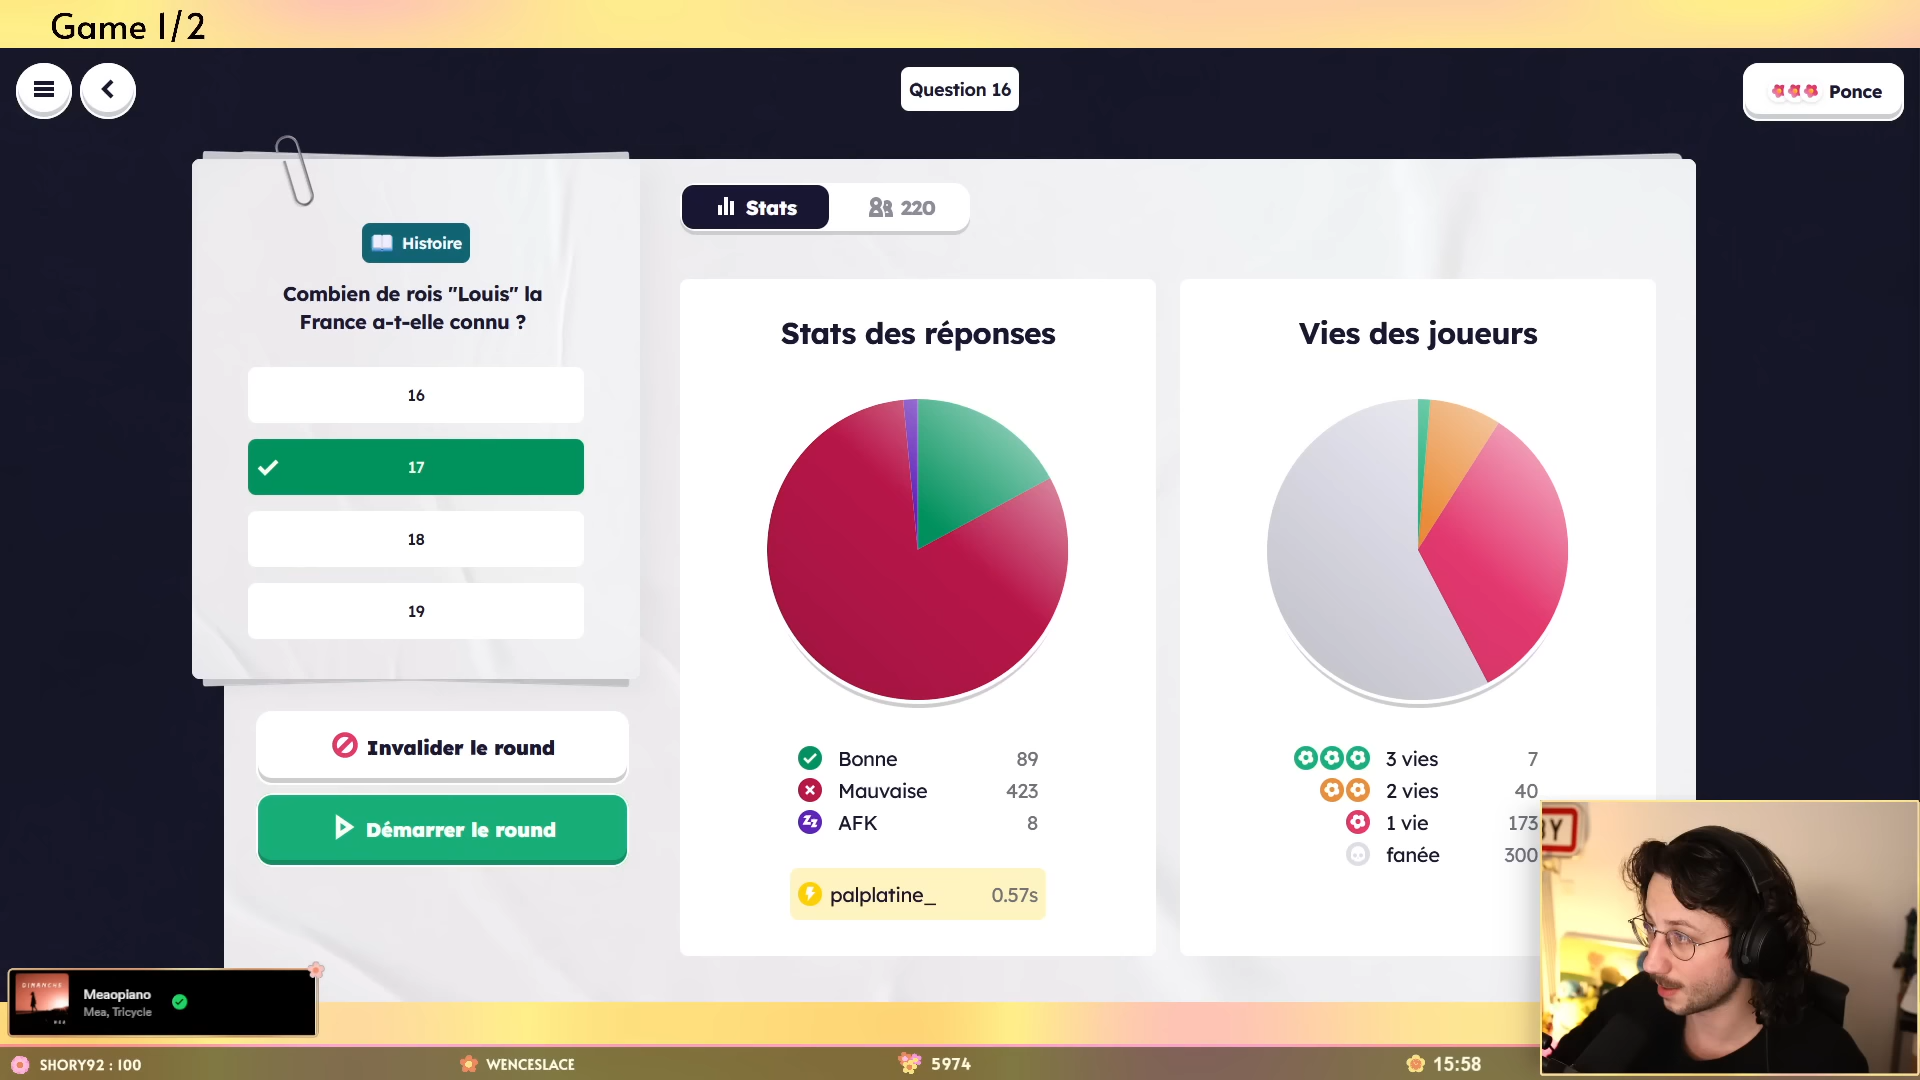 Game 1/2
Question 16
Ponce
Stats
220
Histoire
Combien de rois "Louis" la
France a-t-elle connu ?
16
17
18
19
Invalider le round
Démarrer le round
Stats des réponses
Bonne 89
Mauvaise 423
AFK 8
palplatine_ 0.57s
Vies des joueurs
3 vies 7
2 vies 40
1 vie 173
fanée 300
DIMANCHE
MEA
Meaopiano
Mea, Tricycle
SHORY92 : 100
WENCESLACE
5974
15:58